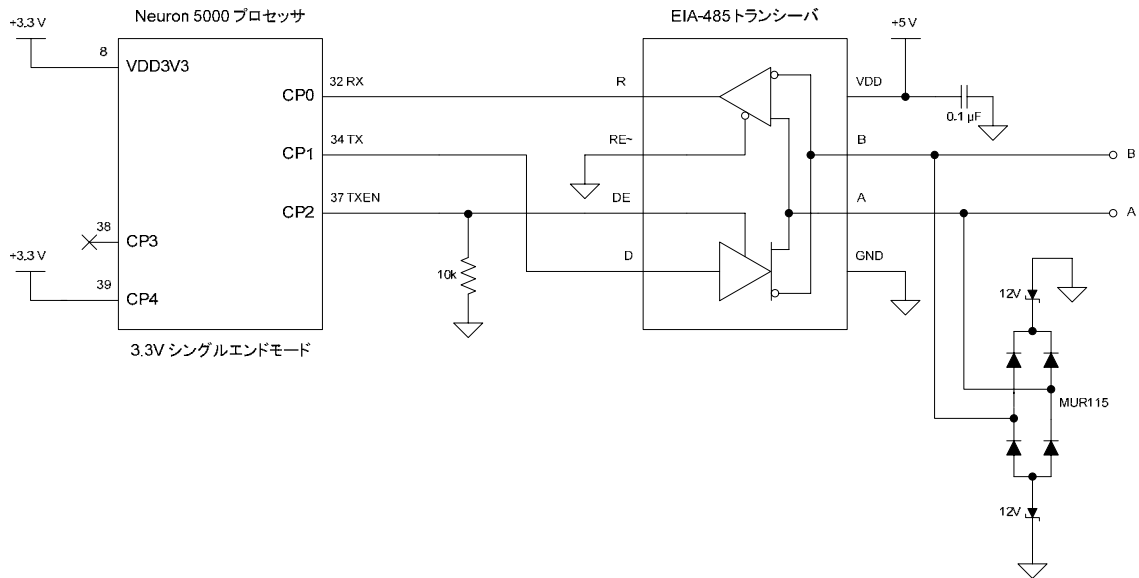 Neuron 5000 プロセッサ
EIA-485 トランシーバ
+3.3 V
+5 V
8
VDD3V3
CP0
32 RX
R
VDD
0.1 µF
CP1
34 TX
RE~
B
B
CP2
37 TXEN
DE
A
A
38
CP3
+3.3 V
10k
D
GND
39
CP4
12V
3.3V シングルエンドモード
MUR115
12V